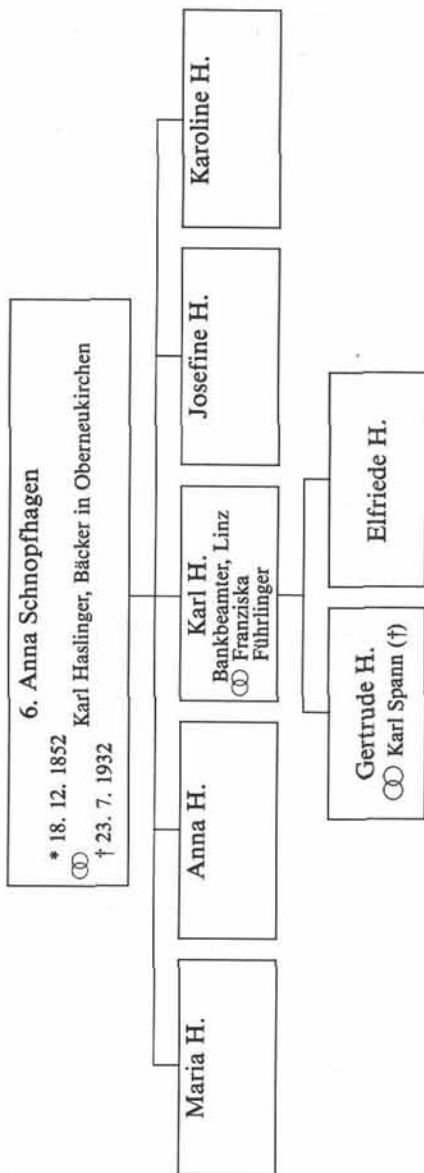 6. Anna Schnopfhagen
* 18. 12. 1852
⚭ Karl Haslinger, Bäcker in Oberneukirchen
† 23. 7. 1932
Maria H.
Anna H.
Karl H.
Bankbeamter, Linz
⚭ Franziska
Führlinger
Josefine H.
Karoline H.
Gertrude H.
⚭ Karl Spann (†)
Elfriede H.